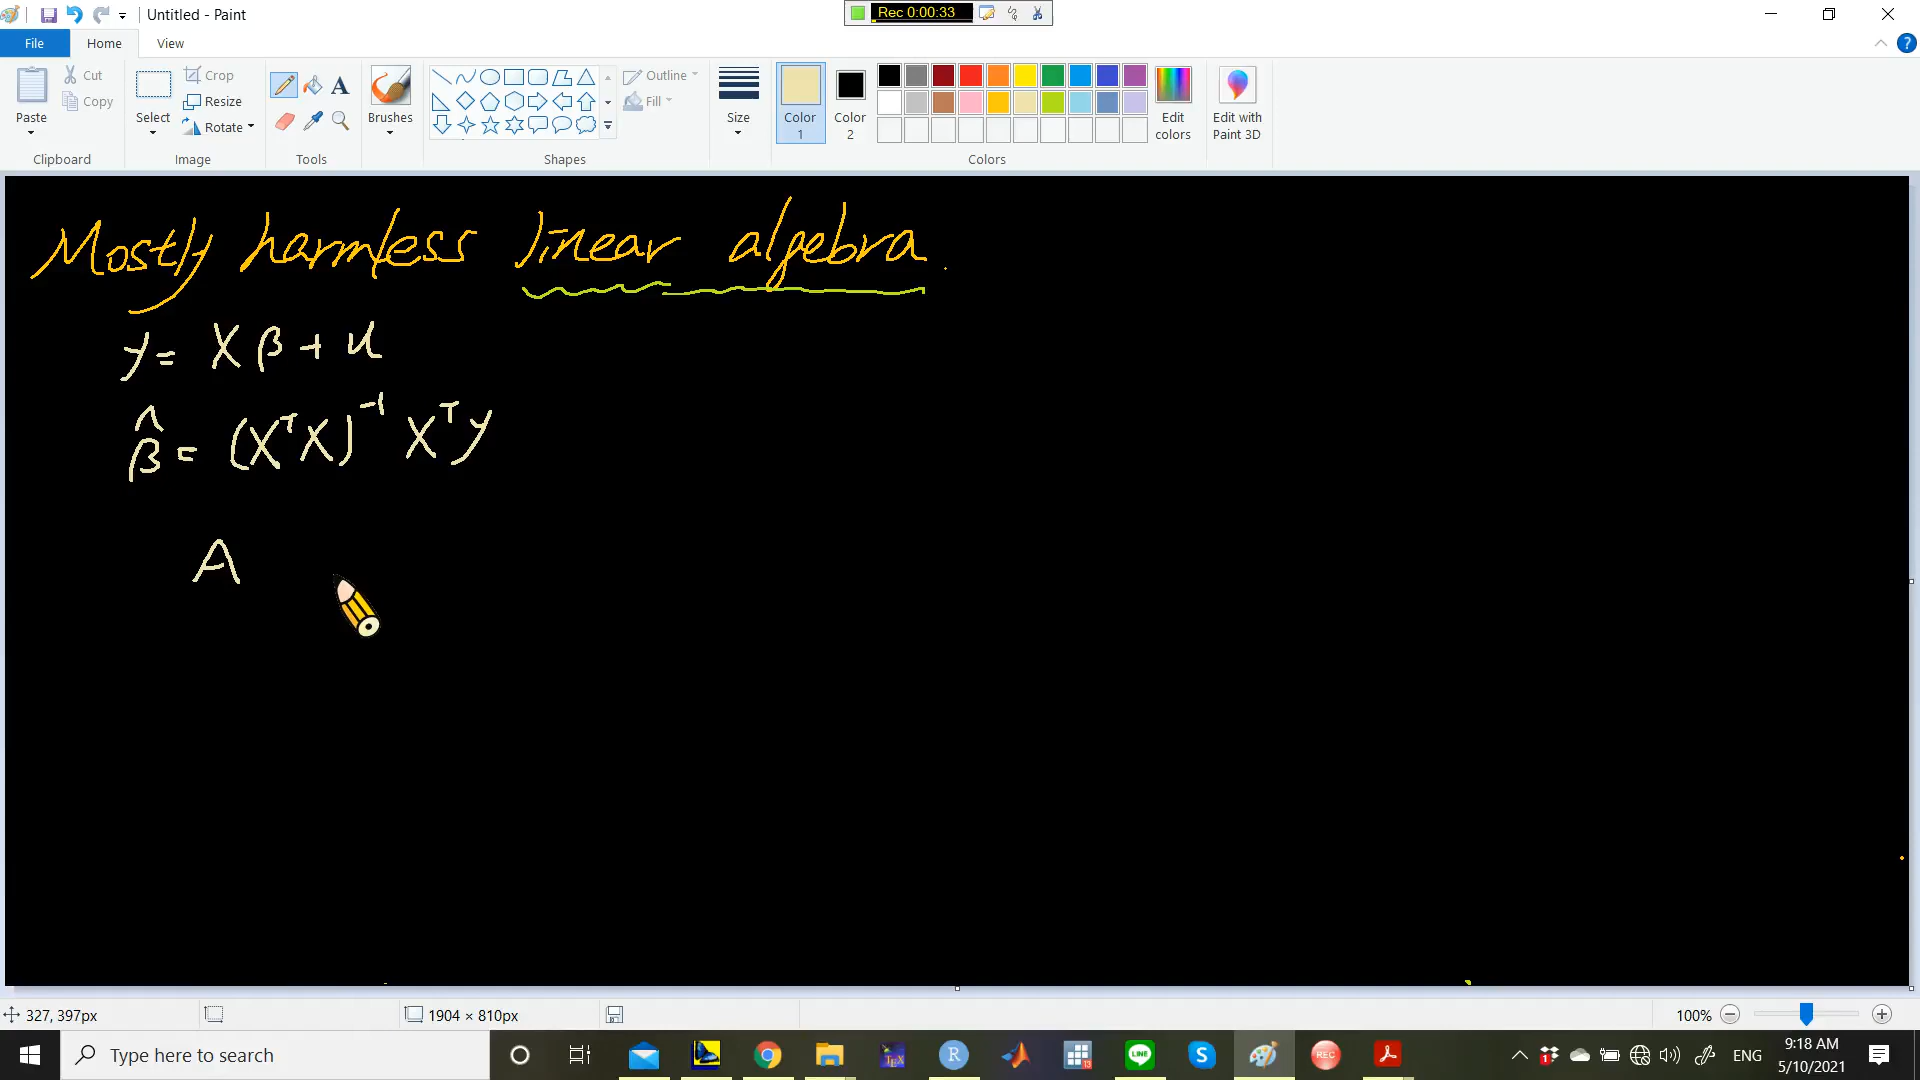 Untitled - Paint
Rec 0:00:33
File Home View
Paste
Cut
Copy
Clipboard
Select
Crop
Resize
Rotate
Image
Tools
Brushes
Shapes
Outline
Fill
Size
Color 1
Color 2
Colors
Edit colors
Edit with Paint 3D
Mostly harmless linear algebra.
y = Xβ + u
β̂ = (XᵀX)⁻¹ Xᵀy
A
327, 397px
1904 × 810px
100%
Type here to search
ENG
9:18 AM
5/10/2021